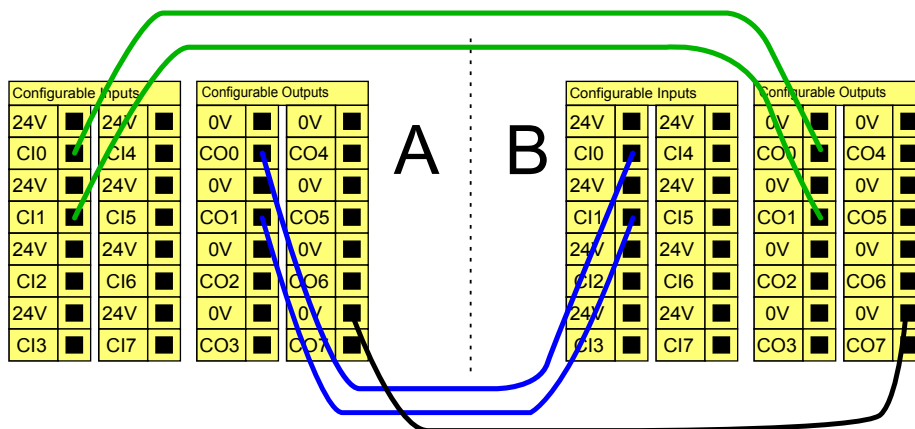 Configurable Inputs
24V 24V
CI0 CI4
24V 24V
CI1 CI5
24V 24V
CI2 CI6
24V 24V
CI3 CI7
Configurable Outputs
0V 0V
CO0 CO4
0V 0V
CO1 CO5
0V 0V
CO2 CO6
0V 0V
CO3 CO7
A
B
Configurable Inputs
24V 24V
CI0 CI4
24V 24V
CI1 CI5
24V 24V
CI2 CI6
24V 24V
CI3 CI7
Configurable Outputs
0V 0V
CO0 CO4
0V 0V
CO1 CO5
0V 0V
CO2 CO6
0V 0V
CO3 CO7